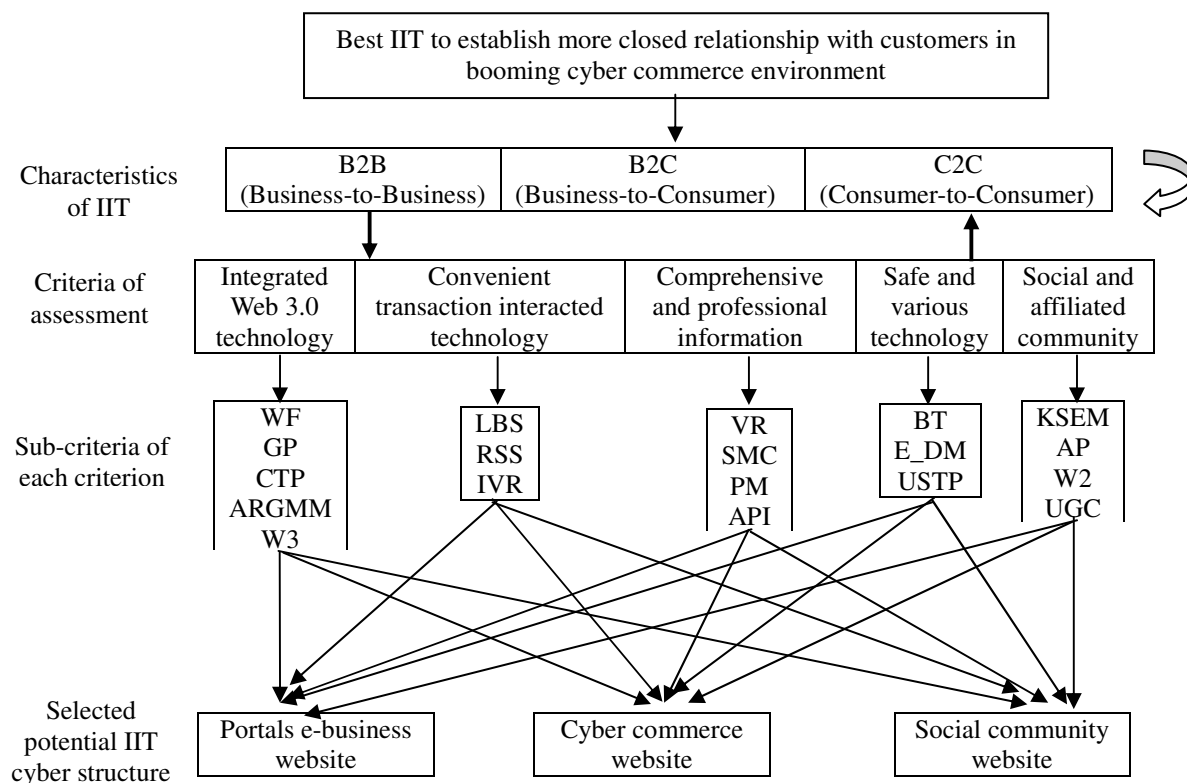 Best IIT to establish more closed relationship with customers in
booming cyber commerce environment
Characteristics
of IIT
B2B
(Business-to-Business)
B2C
(Business-to-Consumer)
C2C
(Consumer-to-Consumer)
Criteria of
assessment
Integrated
Web 3.0
technology
Convenient
transaction interacted
technology
Comprehensive
and professional
information
Safe and
various
technology
Social and
affiliated
community
Sub-criteria of
each criterion
WF
GP
CTP
ARGMM
W3
LBS
RSS
IVR
VR
SMC
PM
API
BT
E_DM
USTP
KSEM
AP
W2
UGC
Selected
potential IIT
cyber structure
Portals e-business
website
Cyber commerce
website
Social community
website